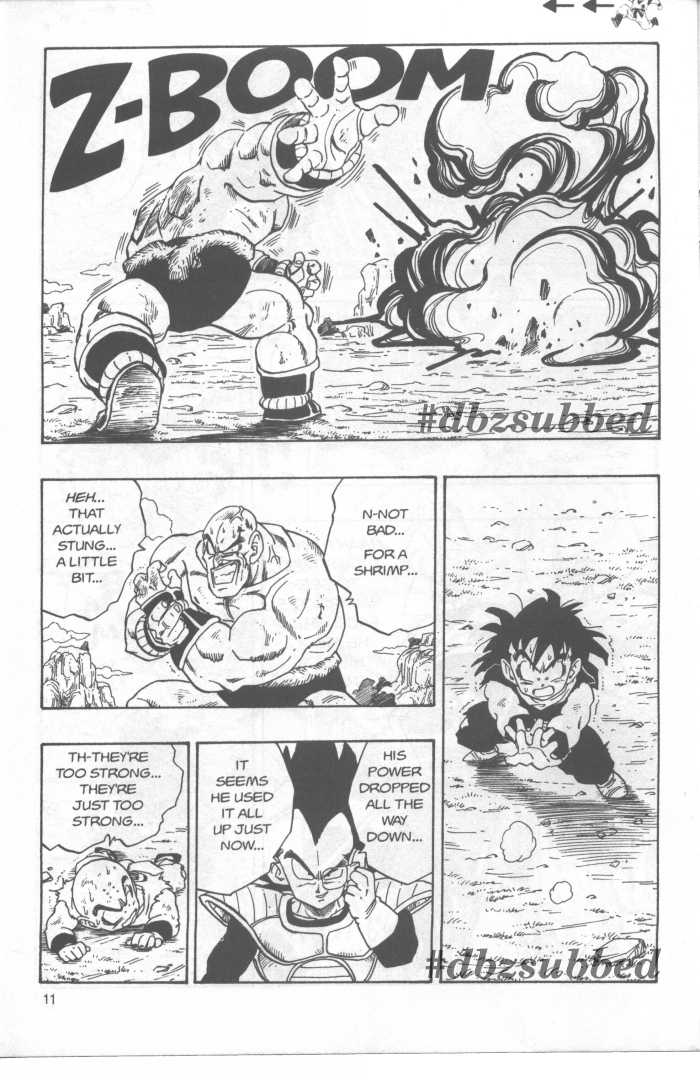 Z-BOOM
#dbzsubbed
N-NOT
BAD...
FOR A
SHRIMP...
HEH...
THAT
ACTUALLY
STUNG...
A LITTLE
BIT...
HIS
POWER
DROPPED
ALL THE
WAY
DOWN...
IT
SEEMS
HE USED
IT ALL
UP JUST
NOW...
TH-THEY'RE
TOO STRONG...
THEY'RE
JUST TOO
STRONG...
#dbzsubbed
11